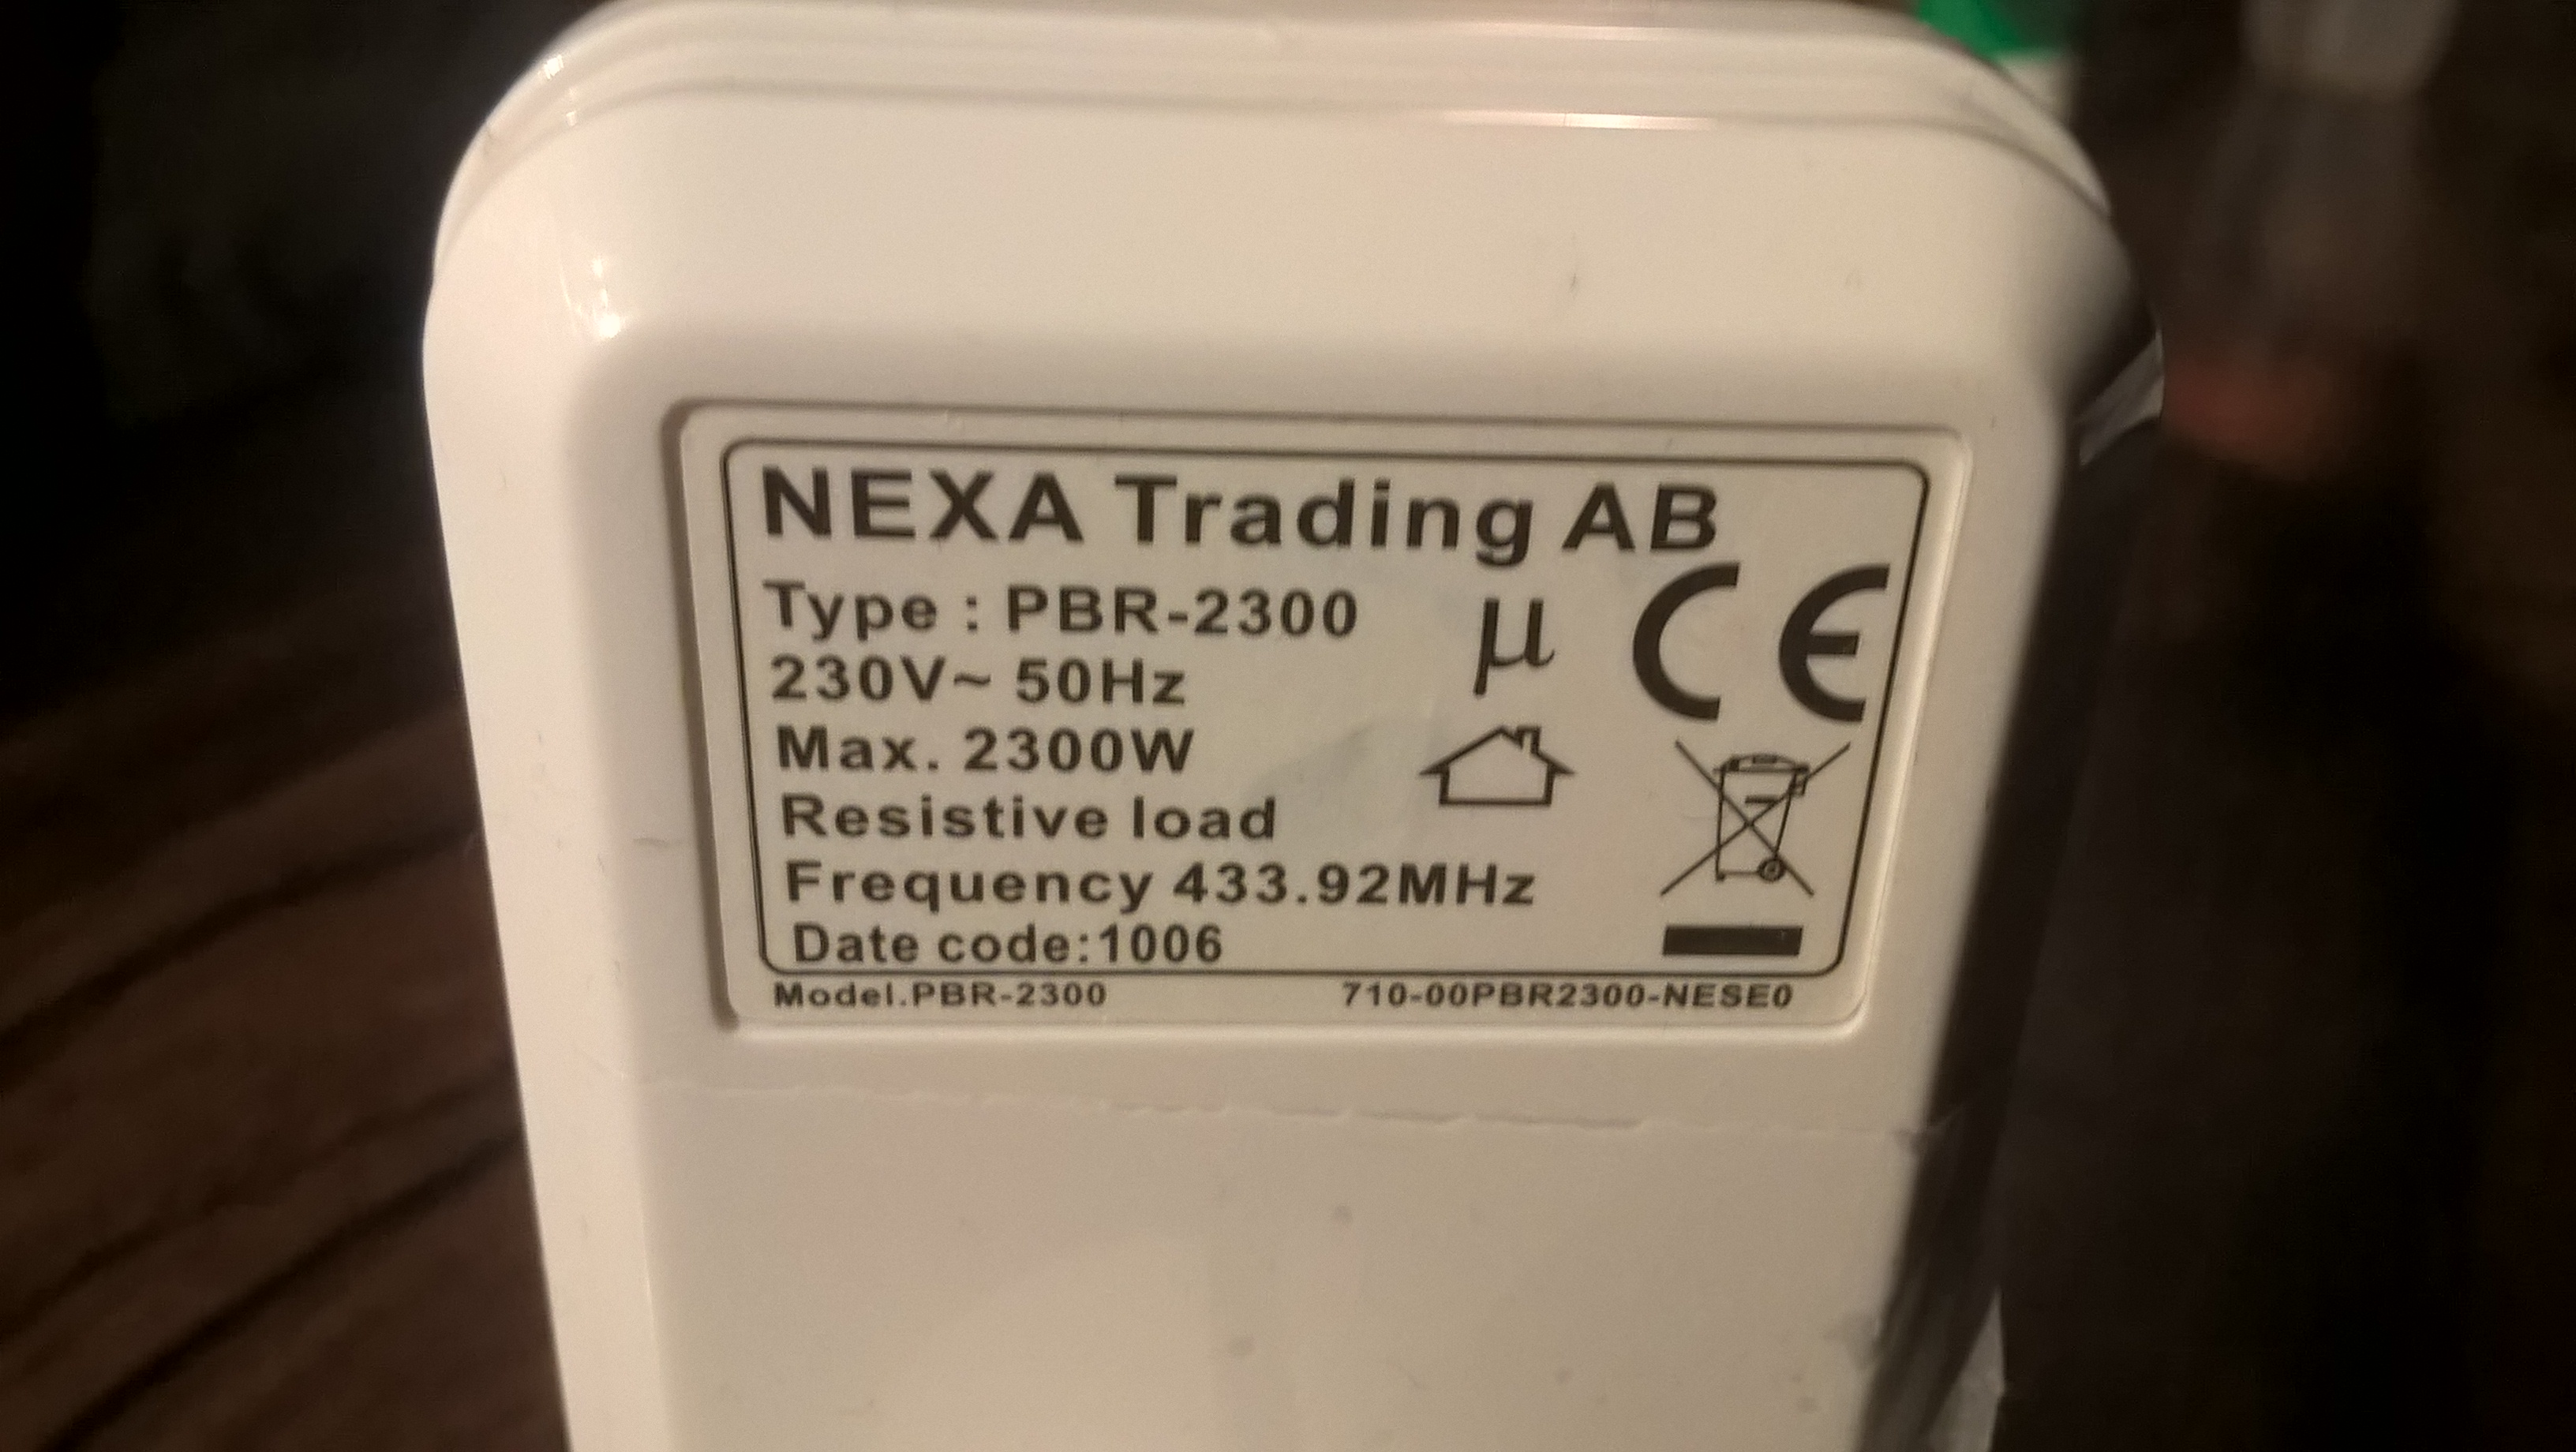 NEXA Trading AB
Type : PBR-2300
µ
CE
230V~ 50Hz
Max. 2300W
Resistive load
Frequency 433.92MHz
Date code:1006
Model.PBR-2300
710-00PBR2300-NESE0